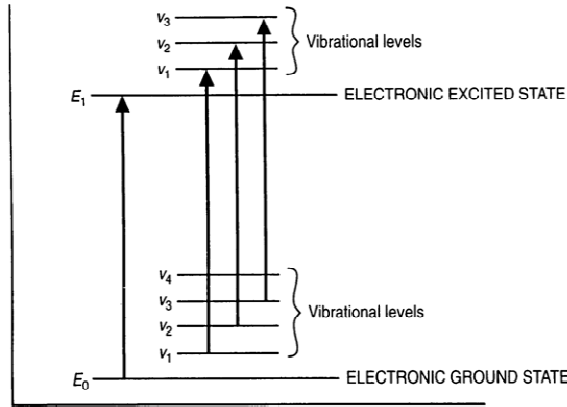 v₃
v₂ Vibrational levels
v₁
E₁ ELECTRONIC EXCITED STATE
v₄
v₃ Vibrational levels
v₂
v₁
E₀ ELECTRONIC GROUND STATE